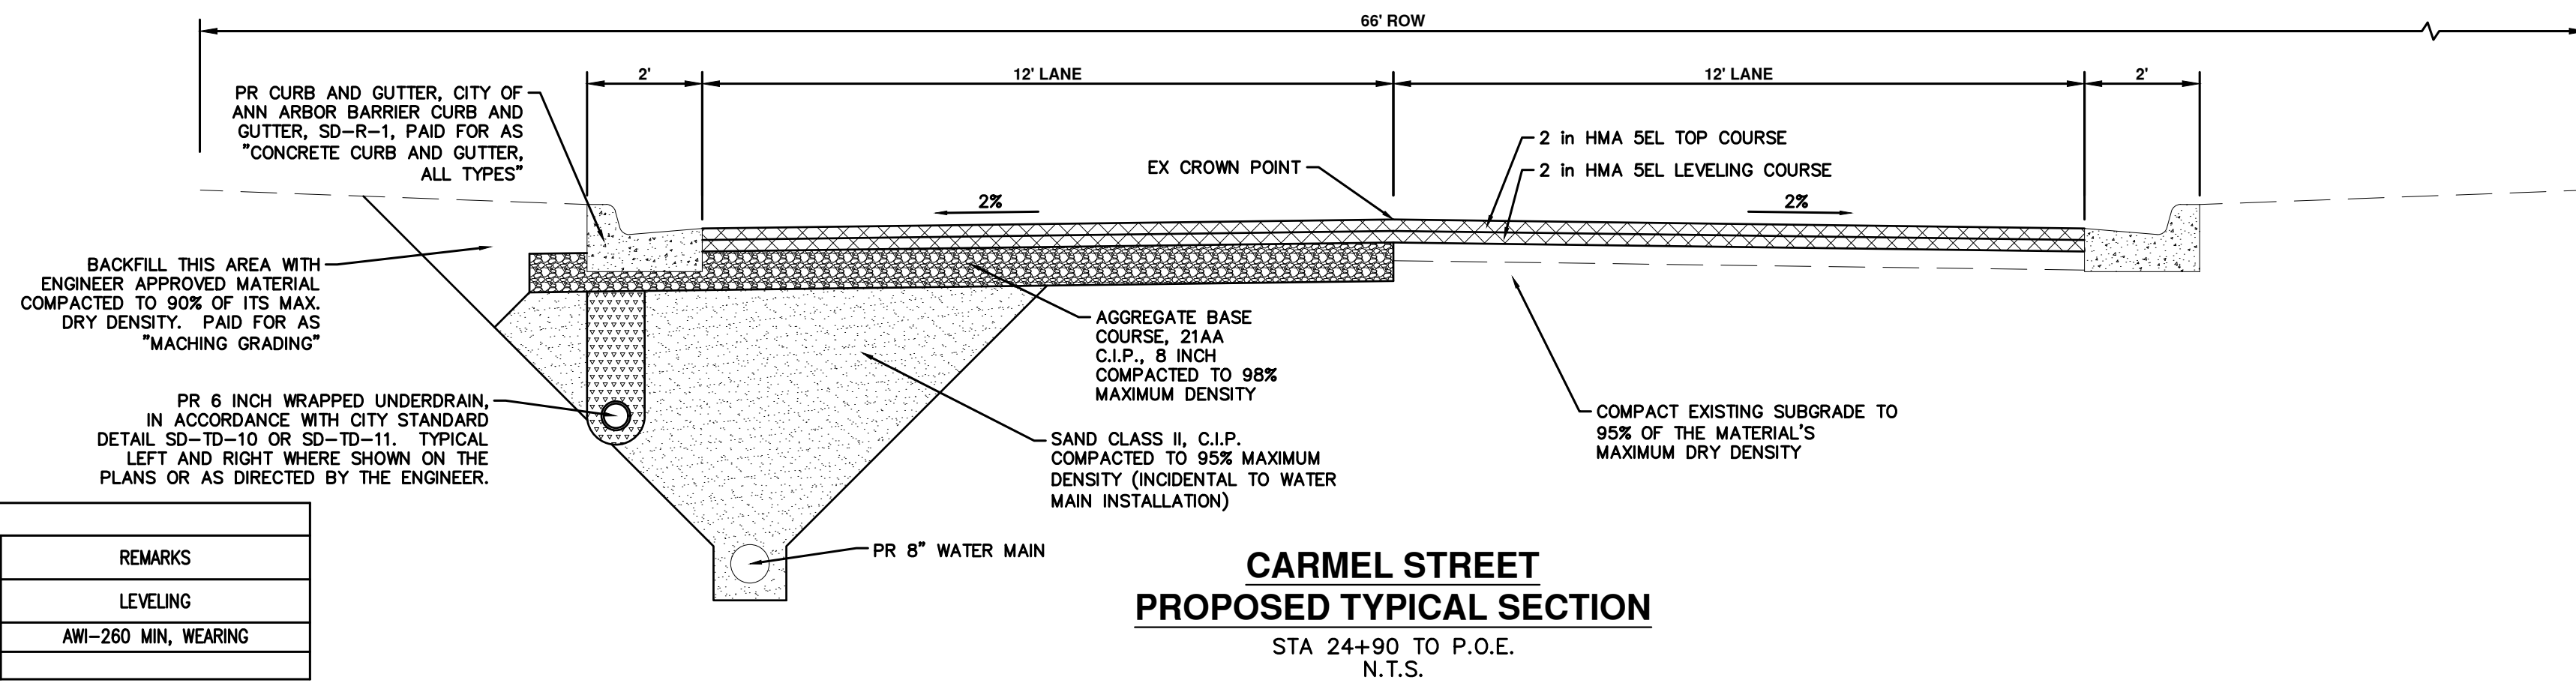 66' ROW
2'
12' LANE
12' LANE
2'
PR CURB AND GUTTER, CITY OF
ANN ARBOR BARRIER CURB AND
GUTTER, SD-R-1, PAID FOR AS
"CONCRETE CURB AND GUTTER,
ALL TYPES"
2 in HMA 5EL TOP COURSE
EX CROWN POINT
2 in HMA 5EL LEVELING COURSE
2%
2%
BACKFILL THIS AREA WITH
ENGINEER APPROVED MATERIAL
COMPACTED TO 90% OF ITS MAX.
DRY DENSITY. PAID FOR AS
"MACHING GRADING"
AGGREGATE BASE
COURSE, 21AA
C.I.P., 8 INCH
COMPACTED TO 98%
MAXIMUM DENSITY
PR 6 INCH WRAPPED UNDERDRAIN,
IN ACCORDANCE WITH CITY STANDARD
DETAIL SD-TD-10 OR SD-TD-11. TYPICAL
LEFT AND RIGHT WHERE SHOWN ON THE
PLANS OR AS DIRECTED BY THE ENGINEER.
SAND CLASS II, C.I.P.
COMPACTED TO 95% MAXIMUM
DENSITY (INCIDENTAL TO WATER
MAIN INSTALLATION)
COMPACT EXISTING SUBGRADE TO
95% OF THE MATERIAL'S
MAXIMUM DRY DENSITY
PR 8" WATER MAIN
REMARKS
LEVELING
AWI-260 MIN, WEARING
CARMEL STREET
PROPOSED TYPICAL SECTION
STA 24+90 TO P.O.E.
N.T.S.